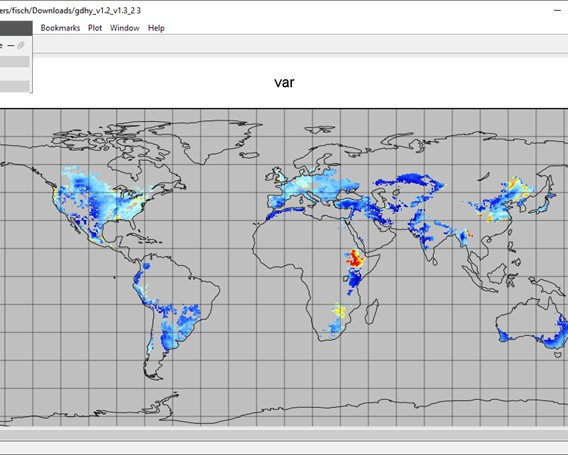 ers/fisch/Downloads/gdhy_v1.2_v1.3_2 3
Bookmarks Plot Window Help
var